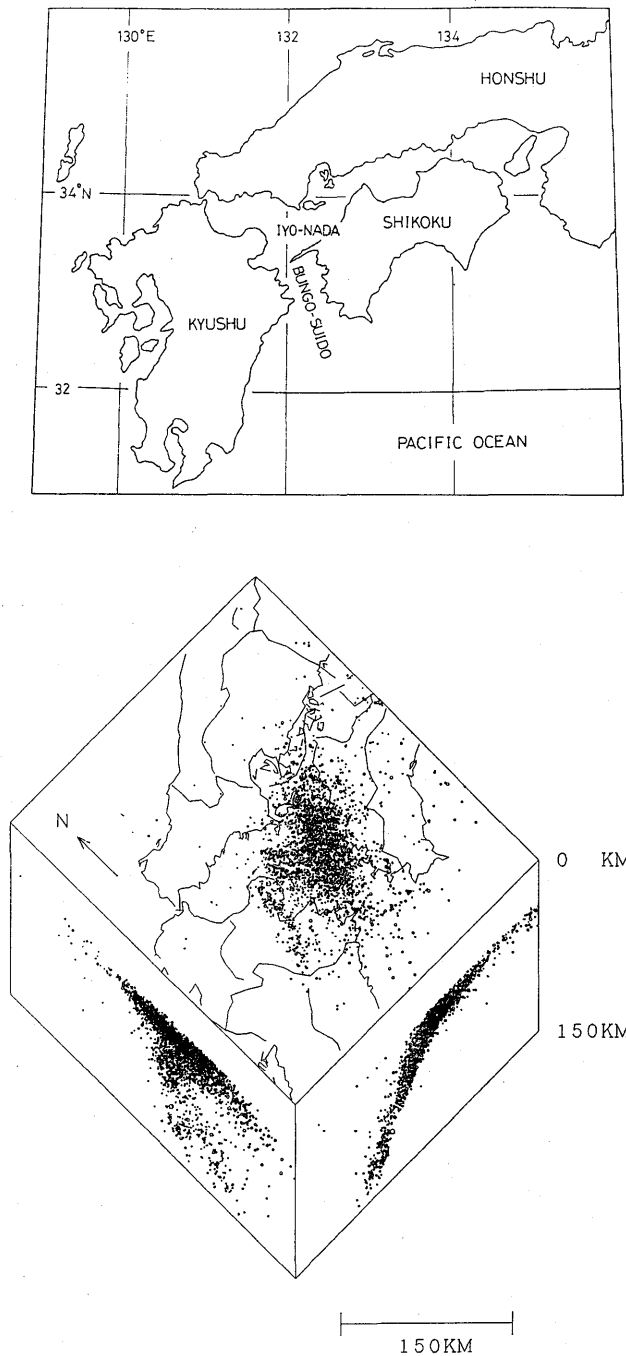 130°E 132 134
HONSHU
34°N
IYO-NADA
SHIKOKU
BUNGO-SUIDO
KYUSHU
32
PACIFIC OCEAN
N
0 KM
150KM
150KM